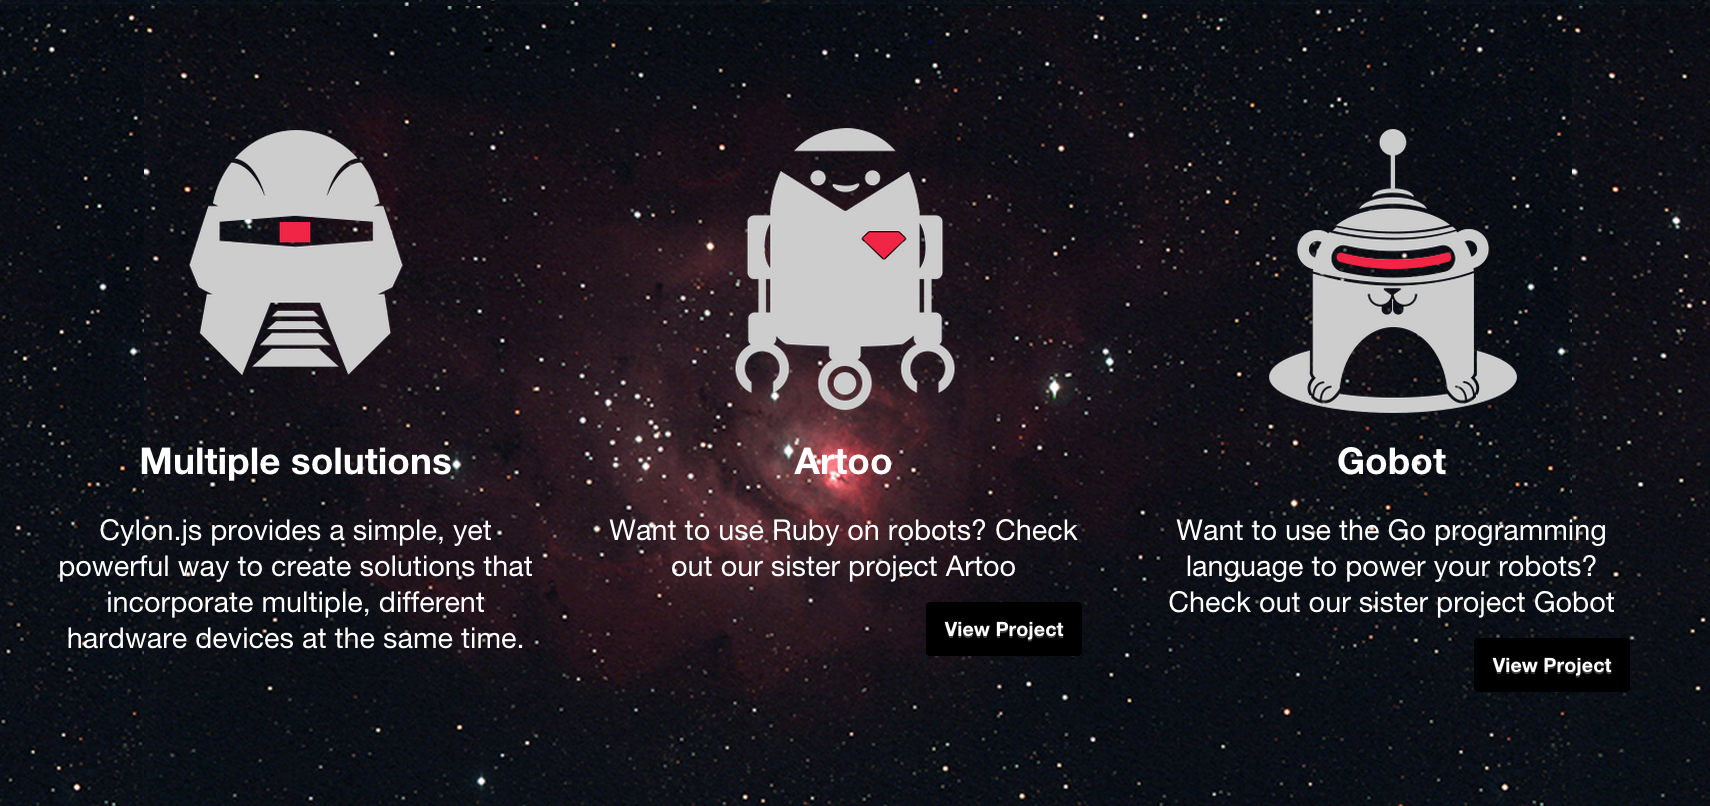 Multiple solutions
Cylon.js provides a simple, yet
powerful way to create solutions that
incorporate multiple, different
hardware devices at the same time.
Artoo
Want to use Ruby on robots? Check
out our sister project Artoo
View Project
Gobot
Want to use the Go programming
language to power your robots?
Check out our sister project Gobot
View Project